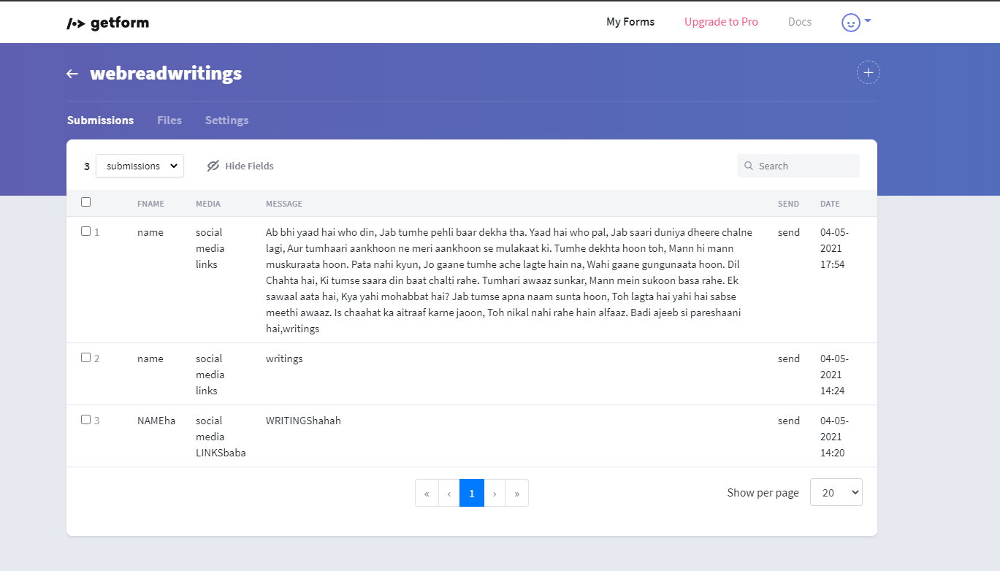 /•> getform
My Forms
Upgrade to Pro
Docs
webreadwritings
Submissions
Files
Settings
3
submissions
Hide Fields
Search
FNAME
MEDIA
MESSAGE
SEND
DATE
1
name
social
media
links
Ab bhi yaad hai who din, Jab tumhe pehli baar dekha tha. Yaad hai who pal, Jab saari duniya dheere chalne
lagi, Aur tumhaari aankhoon ne meri aankhoon se mulakaat ki. Tumhe dekhta hoon toh, Mann hi mann
muskuraata hoon. Pata nahi kyun, Jo gaane tumhe ache lagte hain na, Wahi gaane gungunaata hoon. Dil
Chahta hai, Ki tumse saara din baat chalti rahe. Tumhari awaaz sunkar, Mann mein sukoon basa rahe. Ek
sawaal aata hai, Kya yahi mohabbat hai? Jab tumse apna naam sunta hoon, Toh lagta hai yahi hai sabse
meethi awaaz. Is chaahat ka aitraaf karne jaoon, Toh nikal nahi rahe hain alfaaz. Badi ajeeb si pareshaani
hai,writings
send
04-05-
2021
17:54
2
name
social
media
links
writings
send
04-05-
2021
14:24
3
NAMEha
social
media
LINKSbaba
WRITINGShahah
send
04-05-
2021
14:20
« ‹ 1 › »
Show per page
20